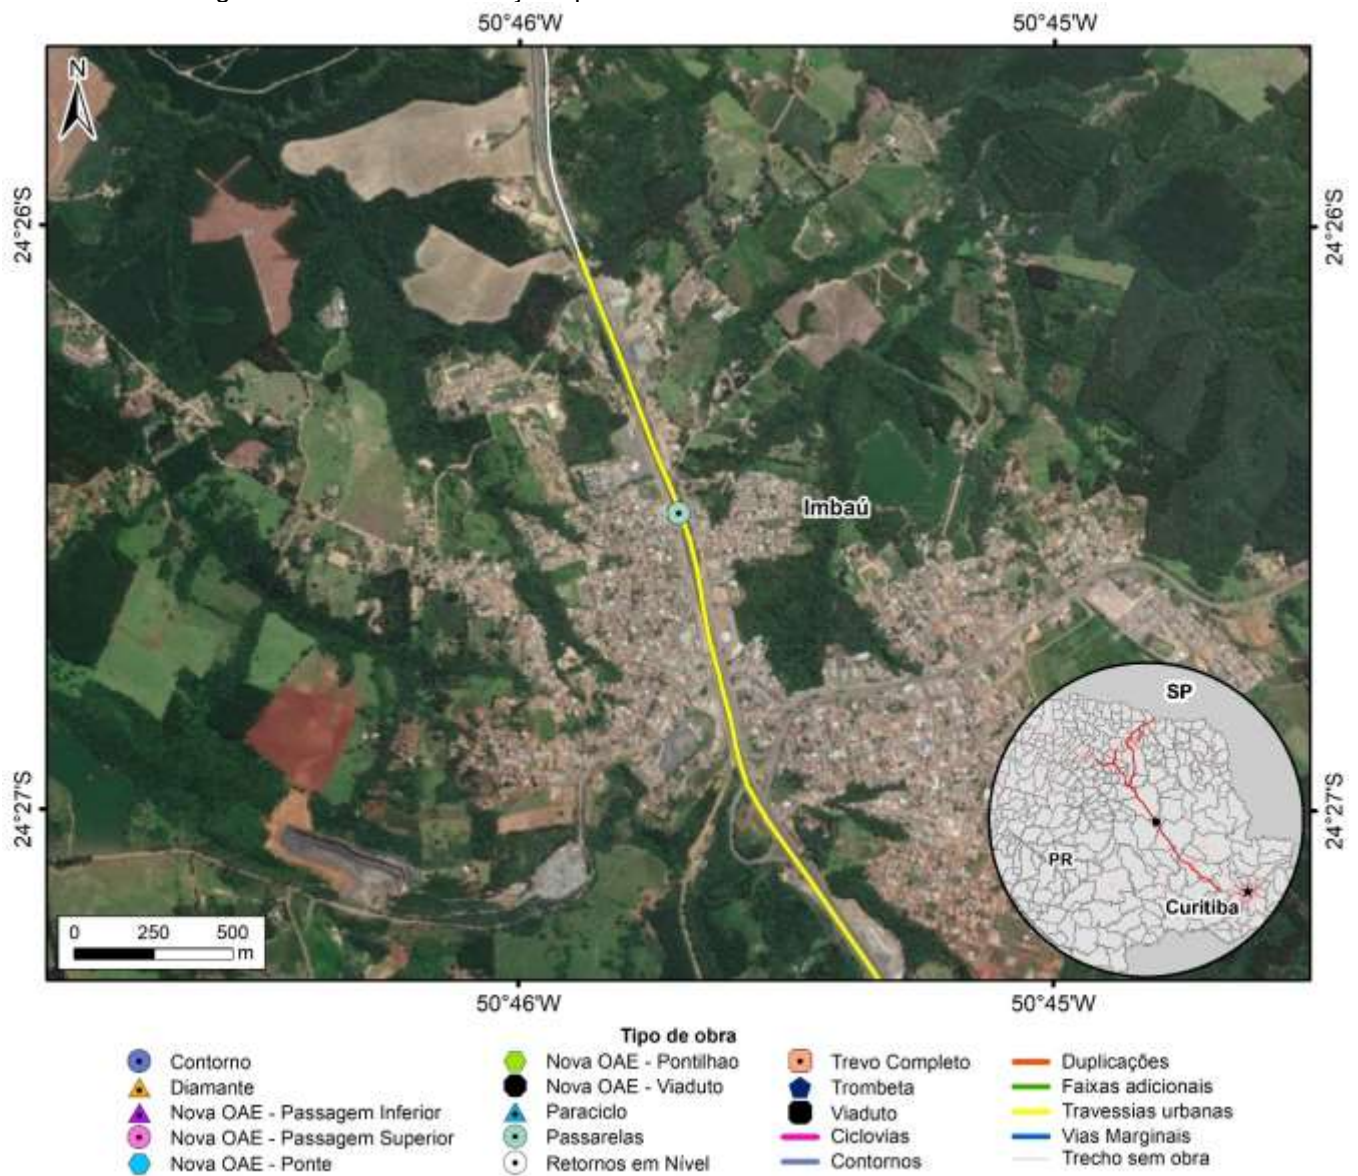 50°46'W 50°45'W
N
24°26'S 24°26'S
Imbaú
SP
24°27'S 24°27'S
PR
Curitiba
0 250 500
m
50°46'W 50°45'W
Tipo de obra
Contorno Nova OAE - Pontilhao Trevo Completo Duplicações
Diamante Nova OAE - Viaduto Trombeta Faixas adicionais
Nova OAE - Passagem Inferior Paraciclo Viaduto Travessias urbanas
Nova OAE - Passagem Superior Passarelas Ciclovias Vias Marginais
Nova OAE - Ponte Retornos em Nível Contornos Trecho sem obra